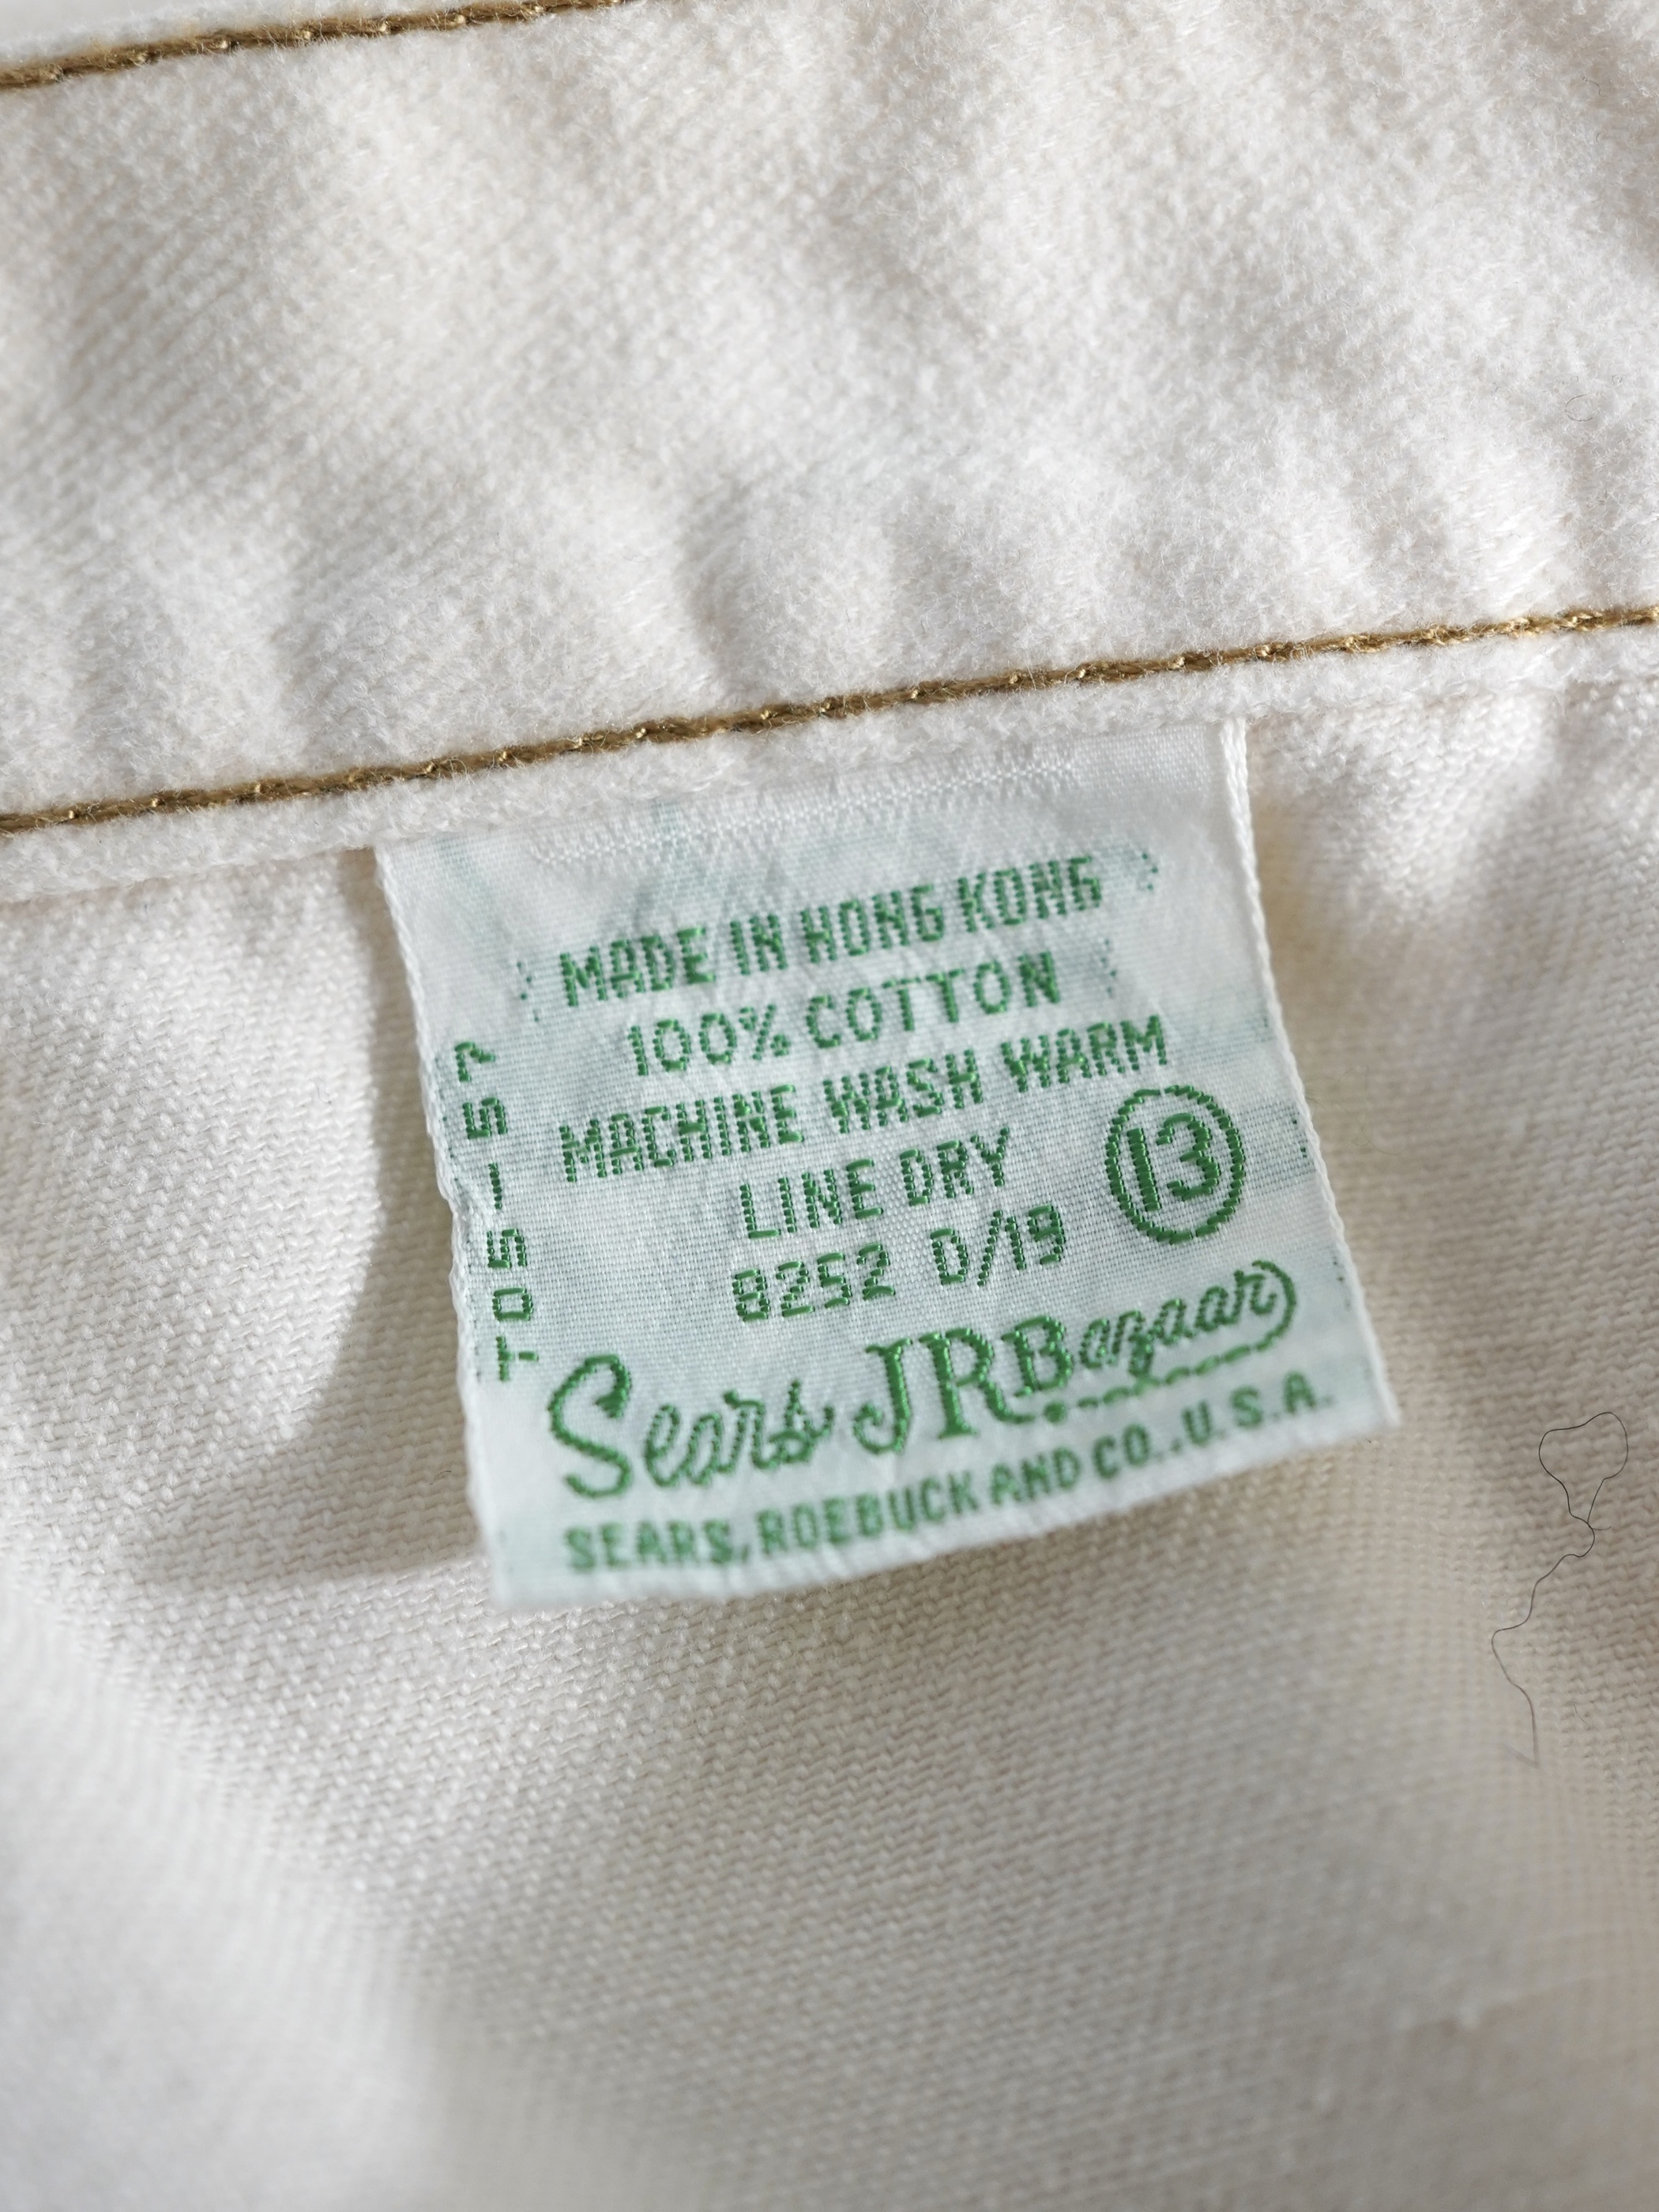 MADE IN HONG KONG
100% COTTON
MACHINE WASH WARM
LINE DRY
13
8252 D/19
T05-57
Sears JR Bazaar
SEARS, ROEBUCK AND CO., U.S.A.